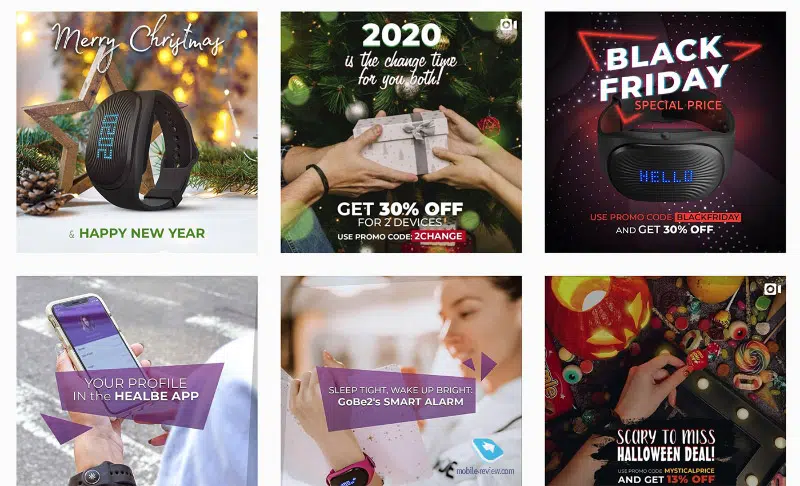 Merry Christmas
& HAPPY NEW YEAR
2020
is the change time
for you both!
GET 30% OFF
FOR 2 DEVICES
USE PROMO CODE: 2CHANGE
BLACK
FRIDAY
SPECIAL PRICE
HELLO
USE PROMO CODE: BLACKFRIDAY
AND GET 30% OFF
YOUR PROFILE
IN the HEALBE APP
SLEEP TIGHT, WAKE UP BRIGHT:
GoBe2's SMART ALARM
mobile-review.com
SCARY TO MISS
HALLOWEEN DEAL!
USE PROMO CODE MYSTICALPRICE
AND GET 13% OFF